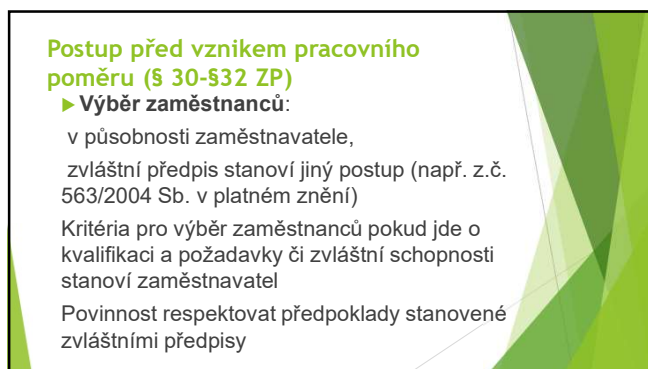 Postup před vznikem pracovního
poměru (§ 30-§32 ZP)
Výběr zaměstnanců:
v působnosti zaměstnavatele,
zvláštní předpis stanoví jiný postup (např. z.č.
563/2004 Sb. v platném znění)
Kritéria pro výběr zaměstnanců pokud jde o
kvalifikaci a požadavky či zvláštní schopnosti
stanoví zaměstnavatel
Povinnost respektovat předpoklady stanovené
zvláštními předpisy